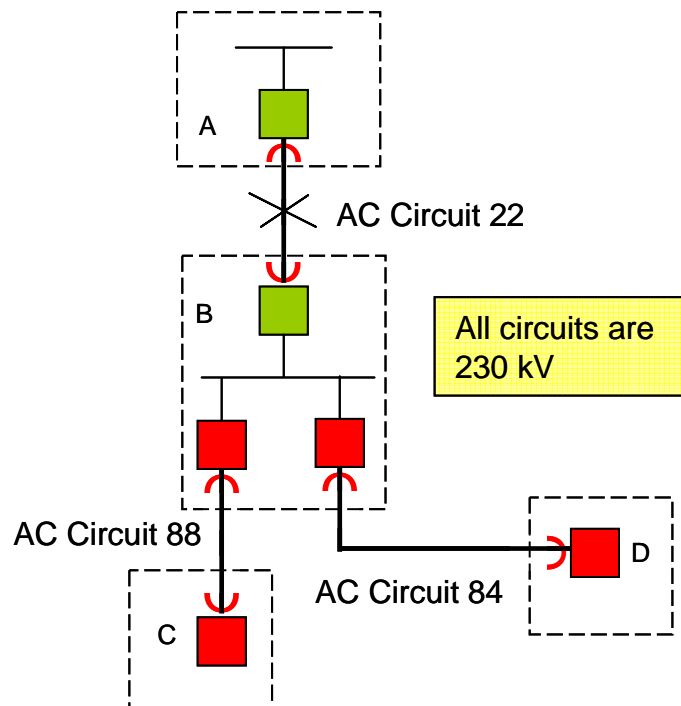 A
AC Circuit 22
B
All circuits are
230 kV
AC Circuit 88
D
AC Circuit 84
C